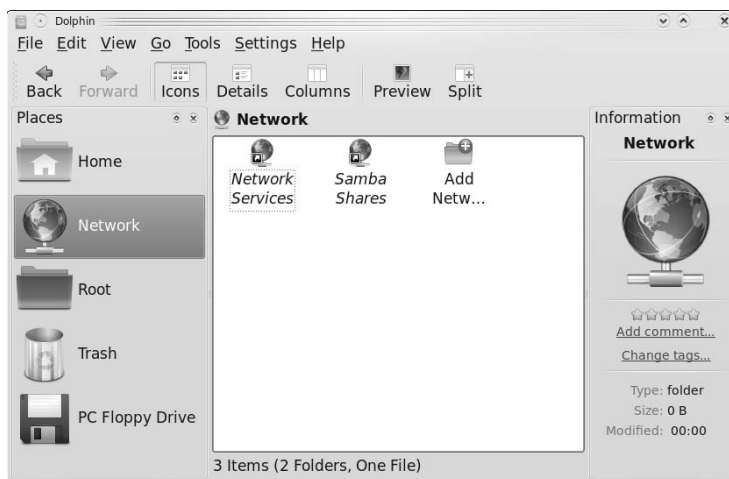 Dolphin
File Edit View Go Tools Settings Help
Back Forward Icons Details Columns Preview Split
Places
Home
Network
Root
Trash
PC Floppy Drive
Network
Network Services
Samba Shares
Add Netw...
3 Items (2 Folders, One File)
Information
Network
Add comment...
Change tags...
Type: folder
Size: 0 B
Modified: 00:00